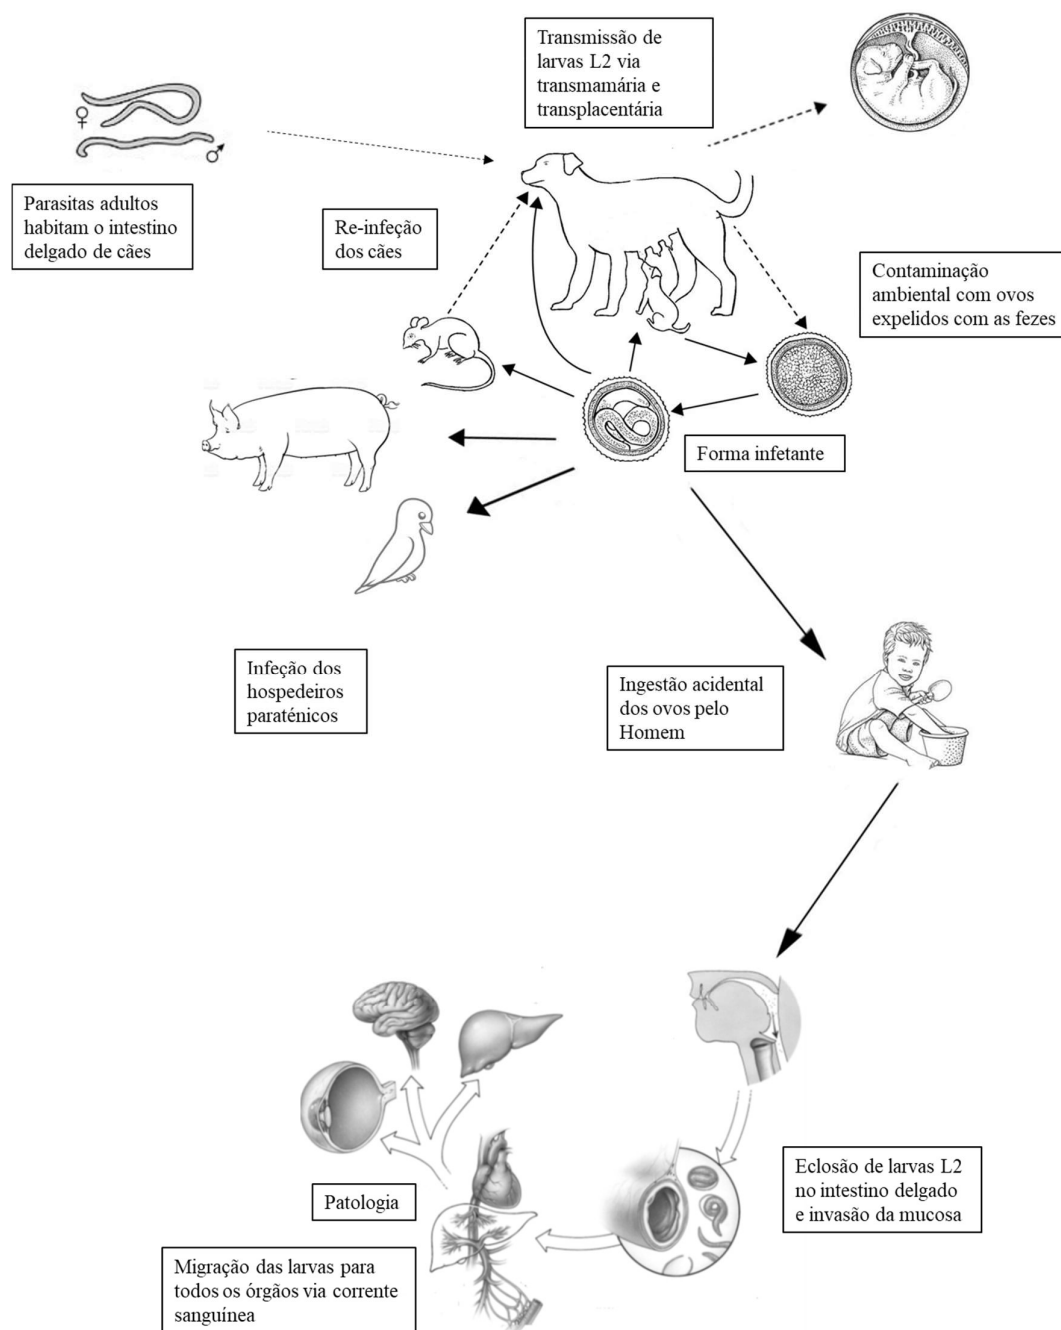 Transmissão de
larvas L2 via
transmamária e
transplacentária
♀
♂
Parasitas adultos
habitam o intestino
delgado de cães
Re-infeção
dos cães
Contaminação
ambiental com ovos
expelidos com as fezes
Forma infetante
Infeção dos
hospedeiros
paraténicos
Ingestão acidental
dos ovos pelo
Homem
Eclosão de larvas L2
no intestino delgado
e invasão da mucosa
Patologia
Migração das larvas para
todos os órgãos via corrente
sanguínea